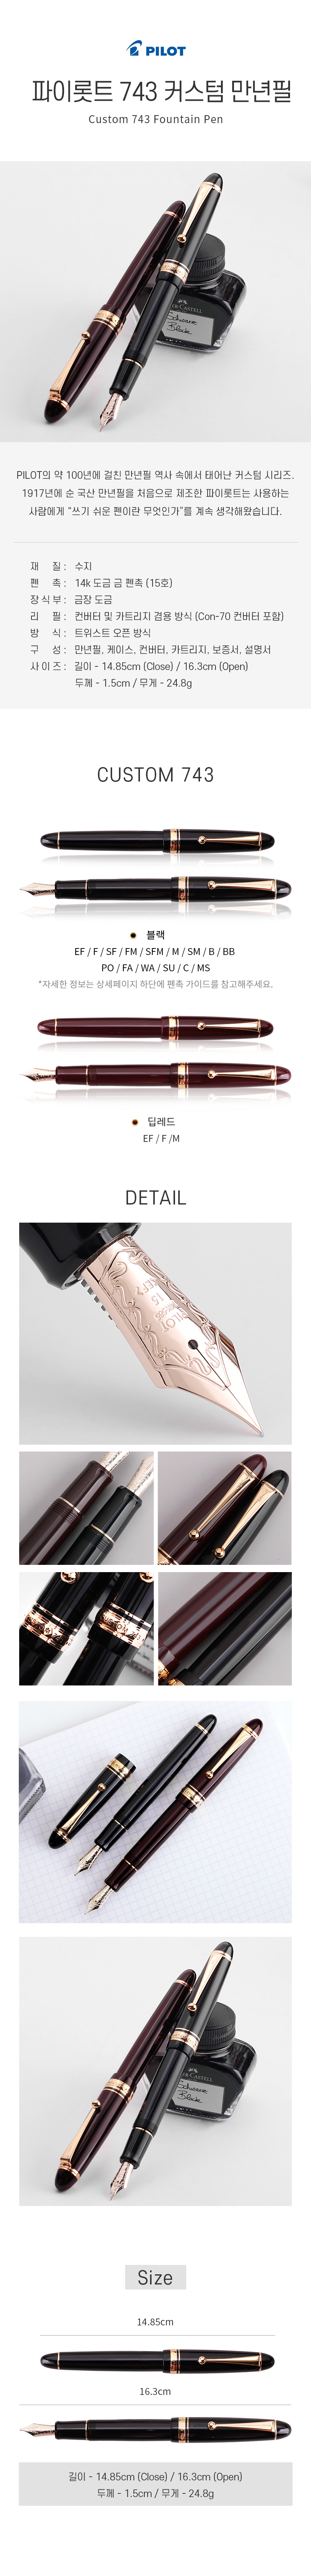 PILOT
파이롯트 743 커스텀 만년필
Custom 743 Fountain Pen
Schwarz
Black
PILOT의 약 100년에 걸친 만년필 역사 속에서 태어난 커스텀 시리즈.
1917년에 순 국산 만년필을 처음으로 제조한 파이롯트는 사용하는
사람에게 “쓰기 쉬운 펜이란 무엇인가”를 계속 생각해왔습니다.
재 질 : 수지
펜 촉 : 14k 도금 금 펜촉 (15호)
장 식 부 : 금장 도금
리 필 : 컨버터 및 카트리지 겸용 방식 (Con-70 컨버터 포함)
방 식 : 트위스트 오픈 방식
구 성 : 만년필, 케이스, 컨버터, 카트리지, 보증서, 설명서
사 이 즈 : 길이 - 14.85cm (Close) / 16.3cm (Open)
두께 - 1.5cm / 무게 - 24.8g
CUSTOM 743
블랙
EF / F / SF / FM / SFM / M / SM / B / BB
PO / FA / WA / SU / C / MS
*자세한 정보는 상세페이지 하단에 펜촉 가이드를 참고해주세요.
딥레드
EF / F /M
DETAIL
PILOT
14K-585
15
Schwarz
Black
Size
14.85cm
16.3cm
길이 - 14.85cm (Close) / 16.3cm (Open)
두께 - 1.5cm / 무게 - 24.8g